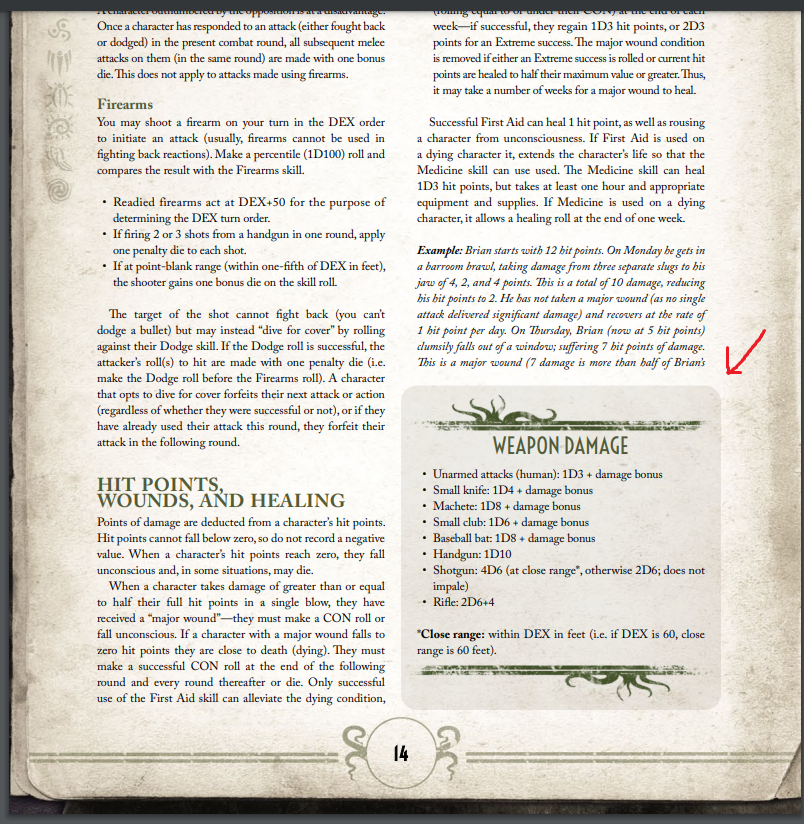 A character outnumbered by the opposition is at a disadvantage.
Once a character has responded to an attack (either fought back
or dodged) in the present combat round, all subsequent melee
attacks on them (in the same round) are made with one bonus
die. This does not apply to attacks made using firearms.
Firearms
You may shoot a firearm on your turn in the DEX order
to initiate an attack (usually, firearms cannot be used in
fighting back reactions). Make a percentile (1D100) roll and
compares the result with the Firearms skill.
• Readied firearms act at DEX+50 for the purpose of
determining the DEX turn order.
• If firing 2 or 3 shots from a handgun in one round, apply
one penalty die to each shot.
• If at point-blank range (within one-fifth of DEX in feet),
the shooter gains one bonus die on the skill roll.
The target of the shot cannot fight back (you can't
dodge a bullet) but may instead "dive for cover" by rolling
against their Dodge skill. If the Dodge roll is successful, the
attacker's roll(s) to hit are made with one penalty die (i.e.
make the Dodge roll before the Firearms roll). A character
that opts to dive for cover forfeits their next attack or action
(regardless of whether they were successful or not), or if they
have already used their attack this round, they forfeit their
attack in the following round.
HIT POINTS,
WOUNDS, AND HEALING
Points of damage are deducted from a character's hit points.
Hit points cannot fall below zero, so do not record a negative
value. When a character's hit points reach zero, they fall
unconscious and, in some situations, may die.
When a character takes damage of greater than or equal
to half their full hit points in a single blow, they have
received a "major wound"—they must make a CON roll or
fall unconscious. If a character with a major wound falls to
zero hit points they are close to death (dying). They must
make a successful CON roll at the end of the following
round and every round thereafter or die. Only successful
use of the First Aid skill can alleviate the dying condition,
(rolling equal to or under their CON) at the end of each
week—if successful, they regain 1D3 hit points, or 2D3
points for an Extreme success. The major wound condition
is removed if either an Extreme success is rolled or current hit
points are healed to half their maximum value or greater. Thus,
it may take a number of weeks for a major wound to heal.
Successful First Aid can heal 1 hit point, as well as rousing
a character from unconsciousness. If First Aid is used on
a dying character it, extends the character's life so that the
Medicine skill can use used. The Medicine skill can heal
1D3 hit points, but takes at least one hour and appropriate
equipment and supplies. If Medicine is used on a dying
character, it allows a healing roll at the end of one week.
Example: Brian starts with 12 hit points. On Monday he gets in
a barroom brawl, taking damage from three separate slugs to his
jaw of 4, 2, and 4 points. This is a total of 10 damage, reducing
his hit points to 2. He has not taken a major wound (as no single
attack delivered significant damage) and recovers at the rate of
1 hit point per day. On Thursday, Brian (now at 5 hit points)
clumsily falls out of a window; suffering 7 hit points of damage.
This is a major wound (7 damage is more than half of Brian's
WEAPON DAMAGE
• Unarmed attacks (human): 1D3 + damage bonus
• Small knife: 1D4 + damage bonus
• Machete: 1D8 + damage bonus
• Small club: 1D6 + damage bonus
• Baseball bat: 1D8 + damage bonus
• Handgun: 1D10
• Shotgun: 4D6 (at close range*, otherwise 2D6; does not
impale)
• Rifle: 2D6+4
*Close range: within DEX in feet (i.e. if DEX is 60, close
range is 60 feet).
14